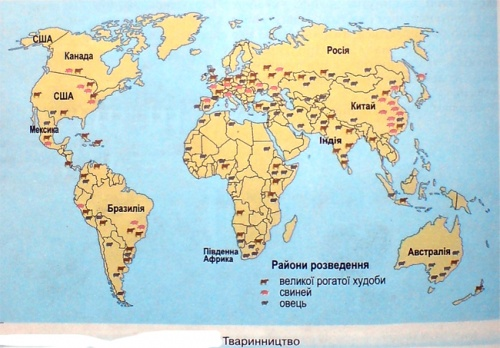 США
Канада
США
Мексика
Росія
Китай
Індія
Бразилія
Південна
Африка
Австралія
Райони розведення
великої рогатої худоби
свиней
овець
Тваринництво